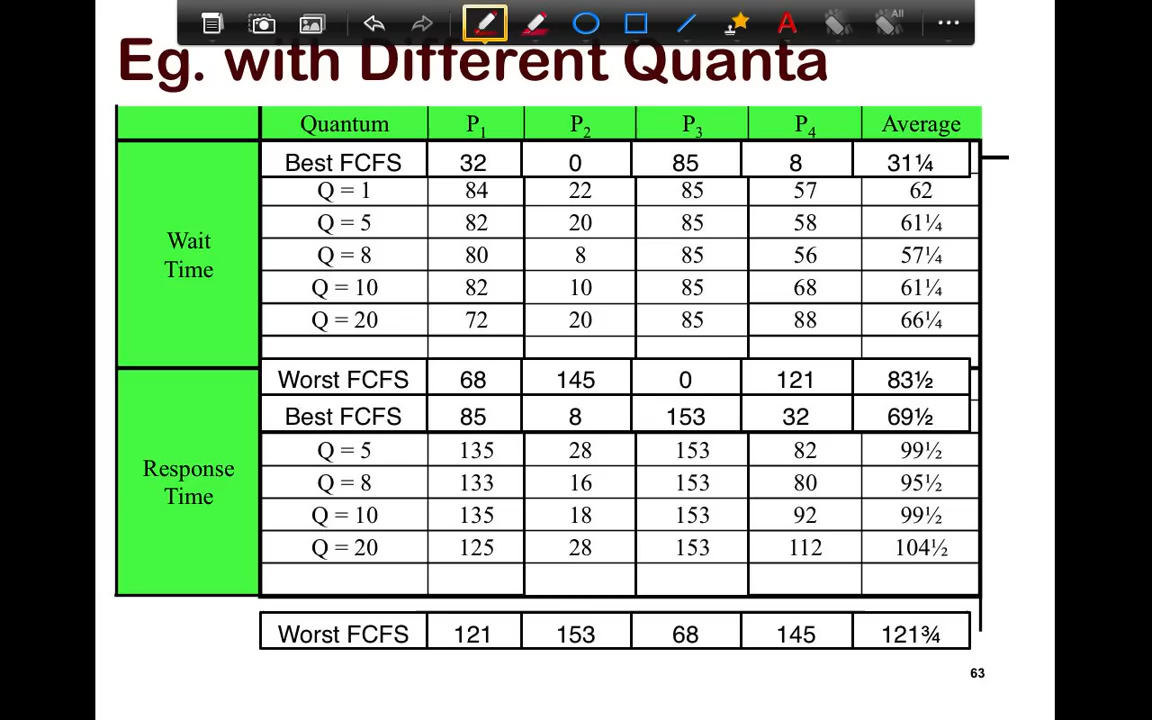 All
A
Eg. with Different Quanta
Quantum P1 P2 P3 P4 Average
Best FCFS 32 0 85 8 31¼
Q = 1 84 22 85 57 62
Q = 5 82 20 85 58 61¼
Wait
Time
Q = 8 80 8 85 56 57¼
Q = 10 82 10 85 68 61¼
Q = 20 72 20 85 88 66¼
Worst FCFS 68 145 0 121 83½
Best FCFS 85 8 153 32 69½
Q = 5 135 28 153 82 99½
Response
Time
Q = 8 133 16 153 80 95½
Q = 10 135 18 153 92 99½
Q = 20 125 28 153 112 104½
Worst FCFS 121 153 68 145 121¾
63